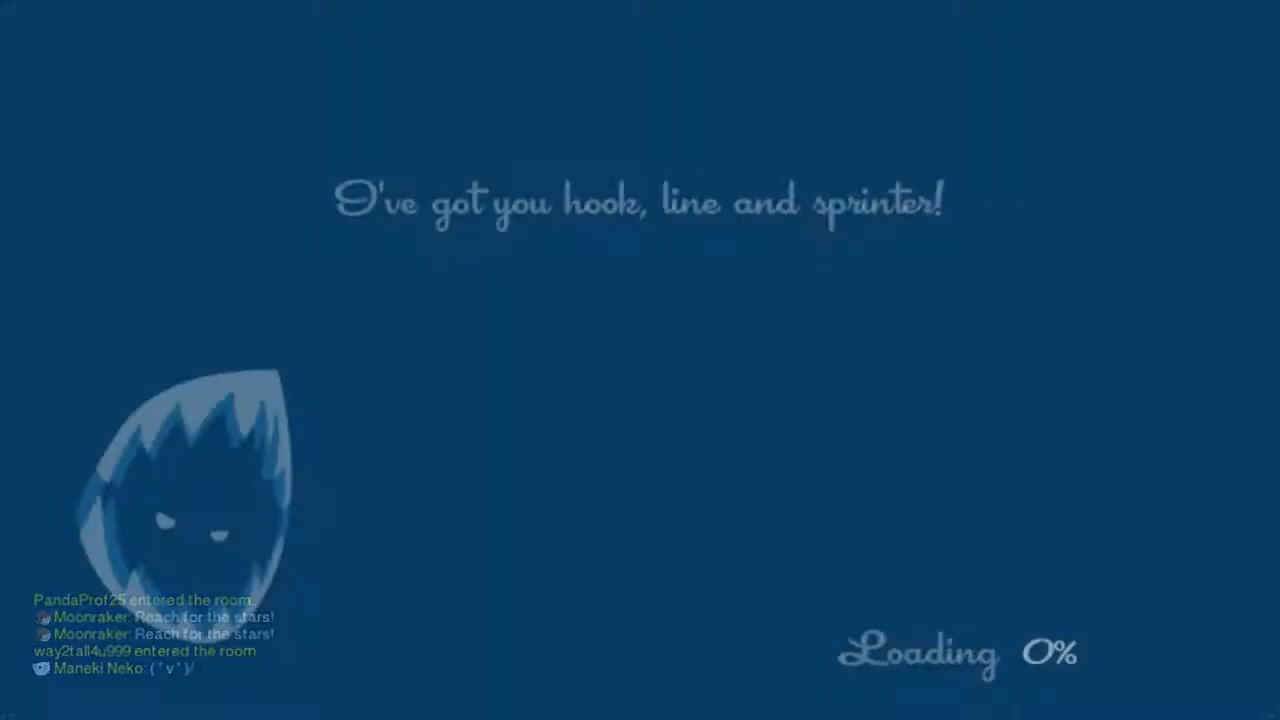 I've got you hook, line and sprinter!
PandaProf25 entered the room
Moonraker: Reach for the stars!
Moonraker: Reach for the stars!
way2tall4u999 entered the room
Maneki Neko: ( ' v ' )/
Loading 0%